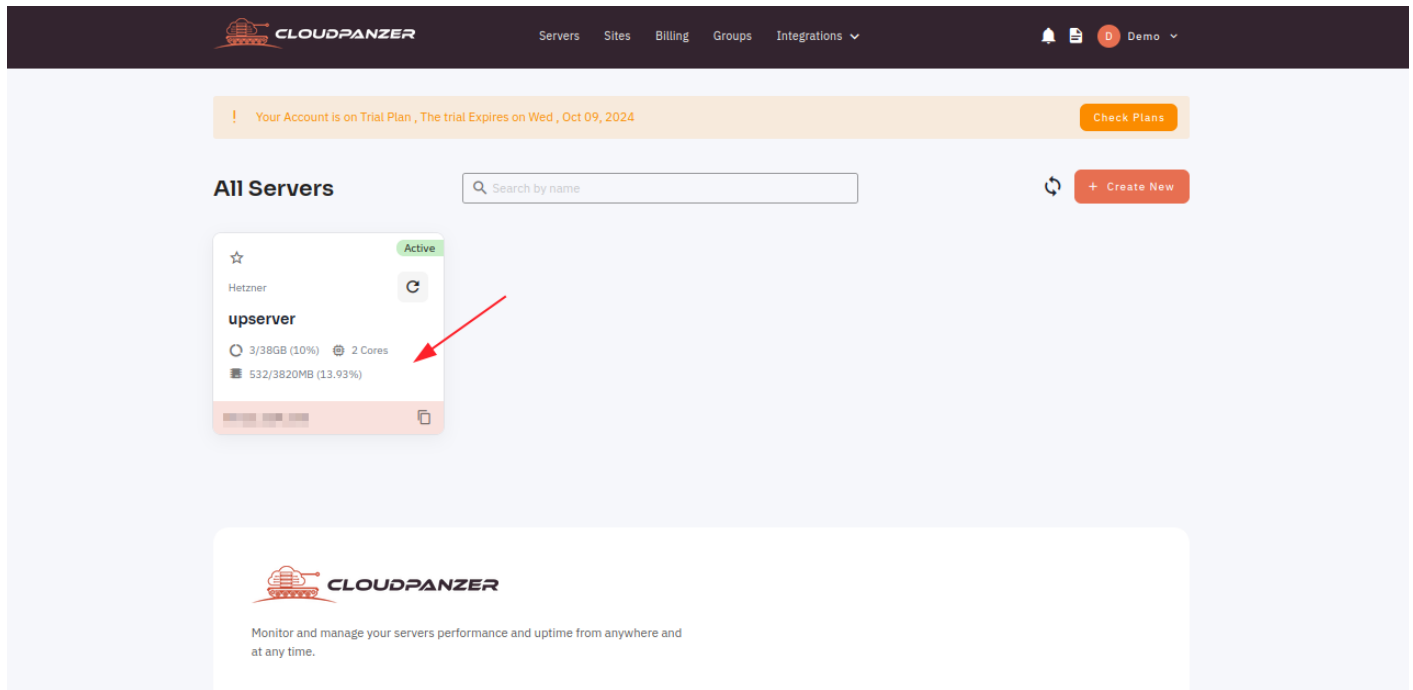 CLOUDPANZER Servers Sites Billing Groups Integrations D Demo
! Your Account is on Trial Plan , The trial Expires on Wed , Oct 09, 2024 Check Plans
All Servers Search by name + Create New
Active
Hetzner
upserver
3/38GB (10%) 2 Cores
532/3820MB (13.93%)
CLOUDPANZER
Monitor and manage your servers performance and uptime from anywhere and
at any time.